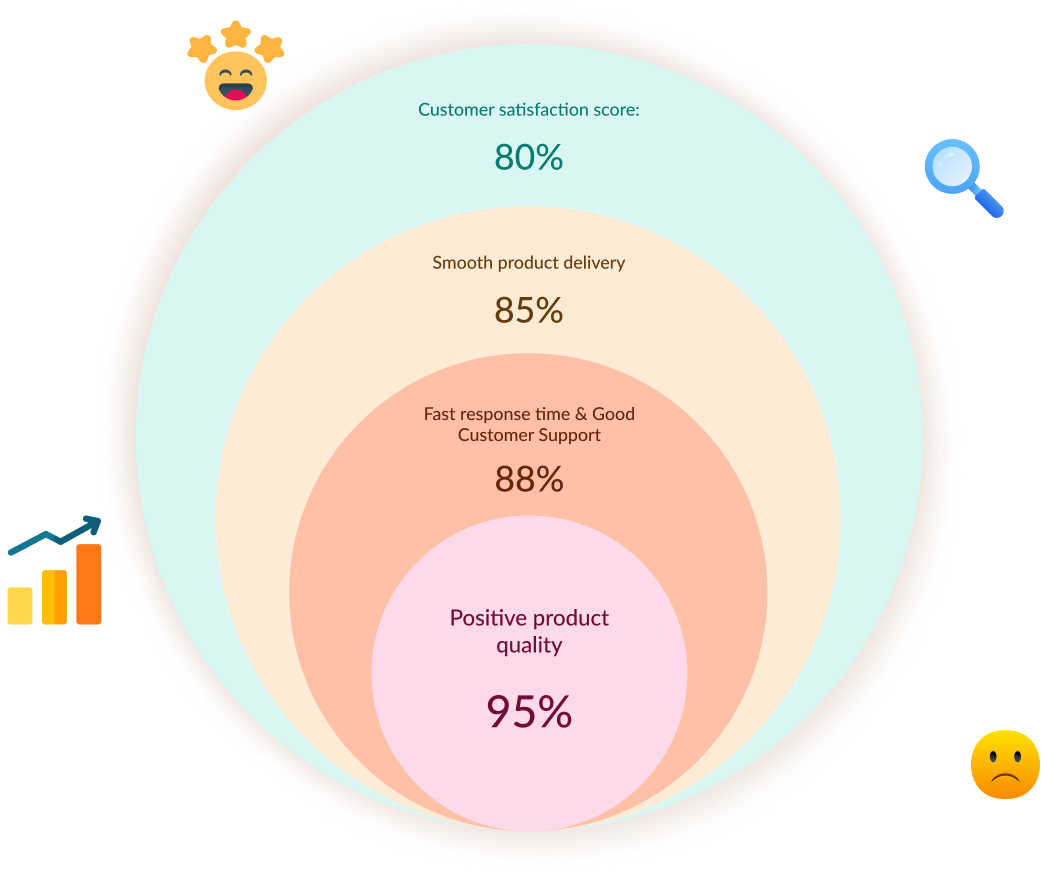 Customer satisfaction score:
80%
Smooth product delivery
85%
Fast response time & Good
Customer Support
88%
Positive product
quality
95%